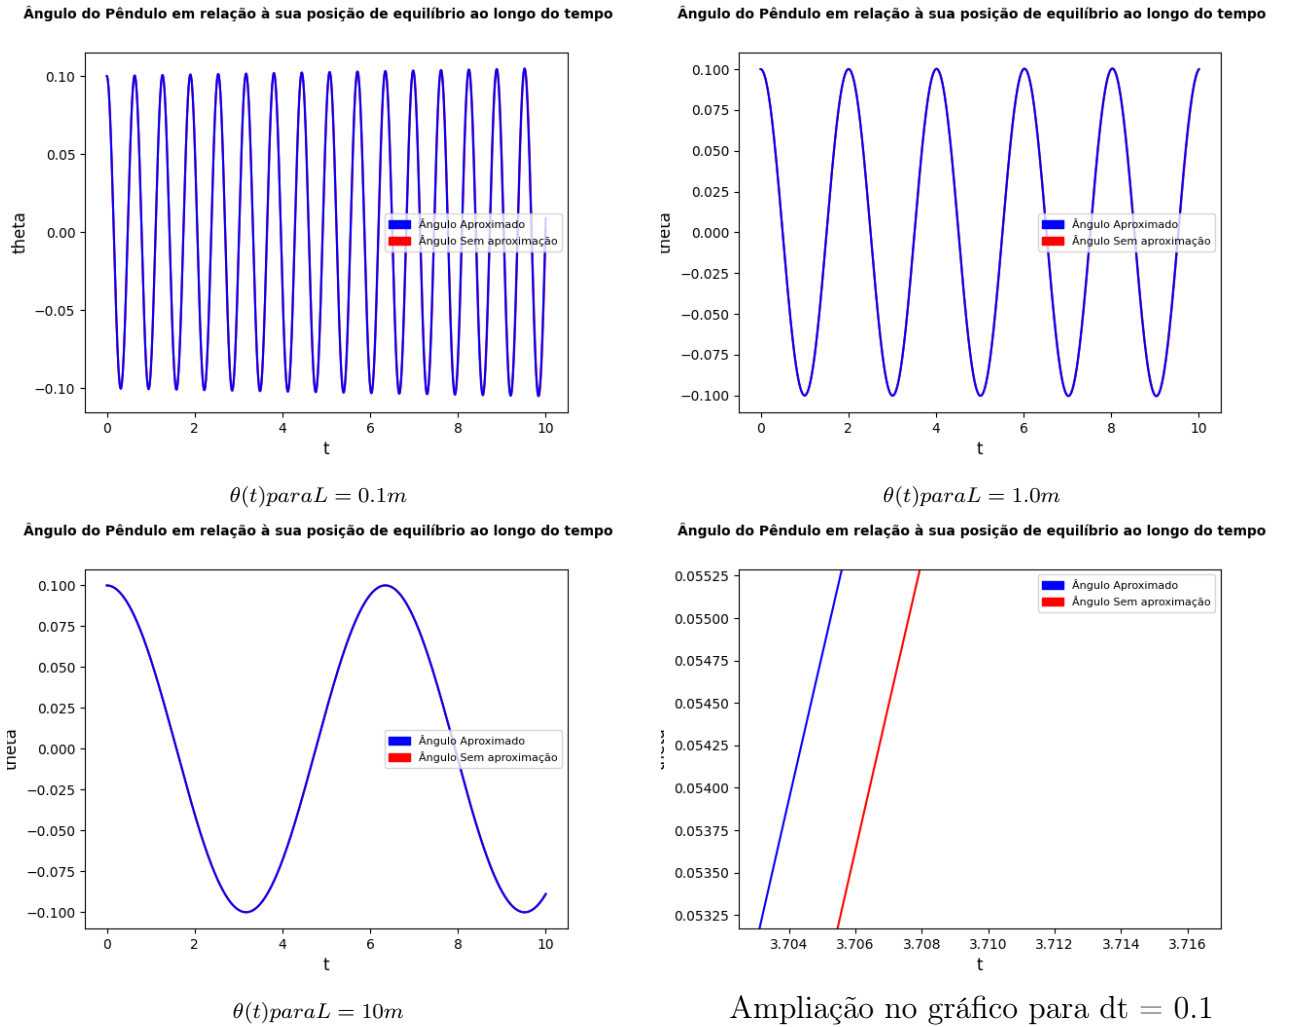 Ângulo do Pêndulo em relação à sua posição de equilíbrio ao longo do tempo
0.10
0.05
0.00
−0.05
−0.10
theta
Ângulo Aproximado
Ângulo Sem aproximação
0 2 4 6 8 10
t
θ(t)paraL = 0.1m
Ângulo do Pêndulo em relação à sua posição de equilíbrio ao longo do tempo
0.100
0.075
0.050
0.025
0.000
−0.025
−0.050
−0.075
−0.100
theta
Ângulo Aproximado
Ângulo Sem aproximação
0 2 4 6 8 10
t
θ(t)paraL = 1.0m
Ângulo do Pêndulo em relação à sua posição de equilíbrio ao longo do tempo
0.100
0.075
0.050
0.025
0.000
−0.025
−0.050
−0.075
−0.100
theta
Ângulo Aproximado
Ângulo Sem aproximação
0 2 4 6 8 10
t
θ(t)paraL = 10m
Ângulo do Pêndulo em relação à sua posição de equilíbrio ao longo do tempo
0.05525
0.05500
0.05475
0.05450
0.05425
0.05400
0.05375
0.05350
0.05325
Ângulo Aproximado
Ângulo Sem aproximação
3.704 3.706 3.708 3.710 3.712 3.714 3.716
t
Ampliação no gráfico para dt = 0.1